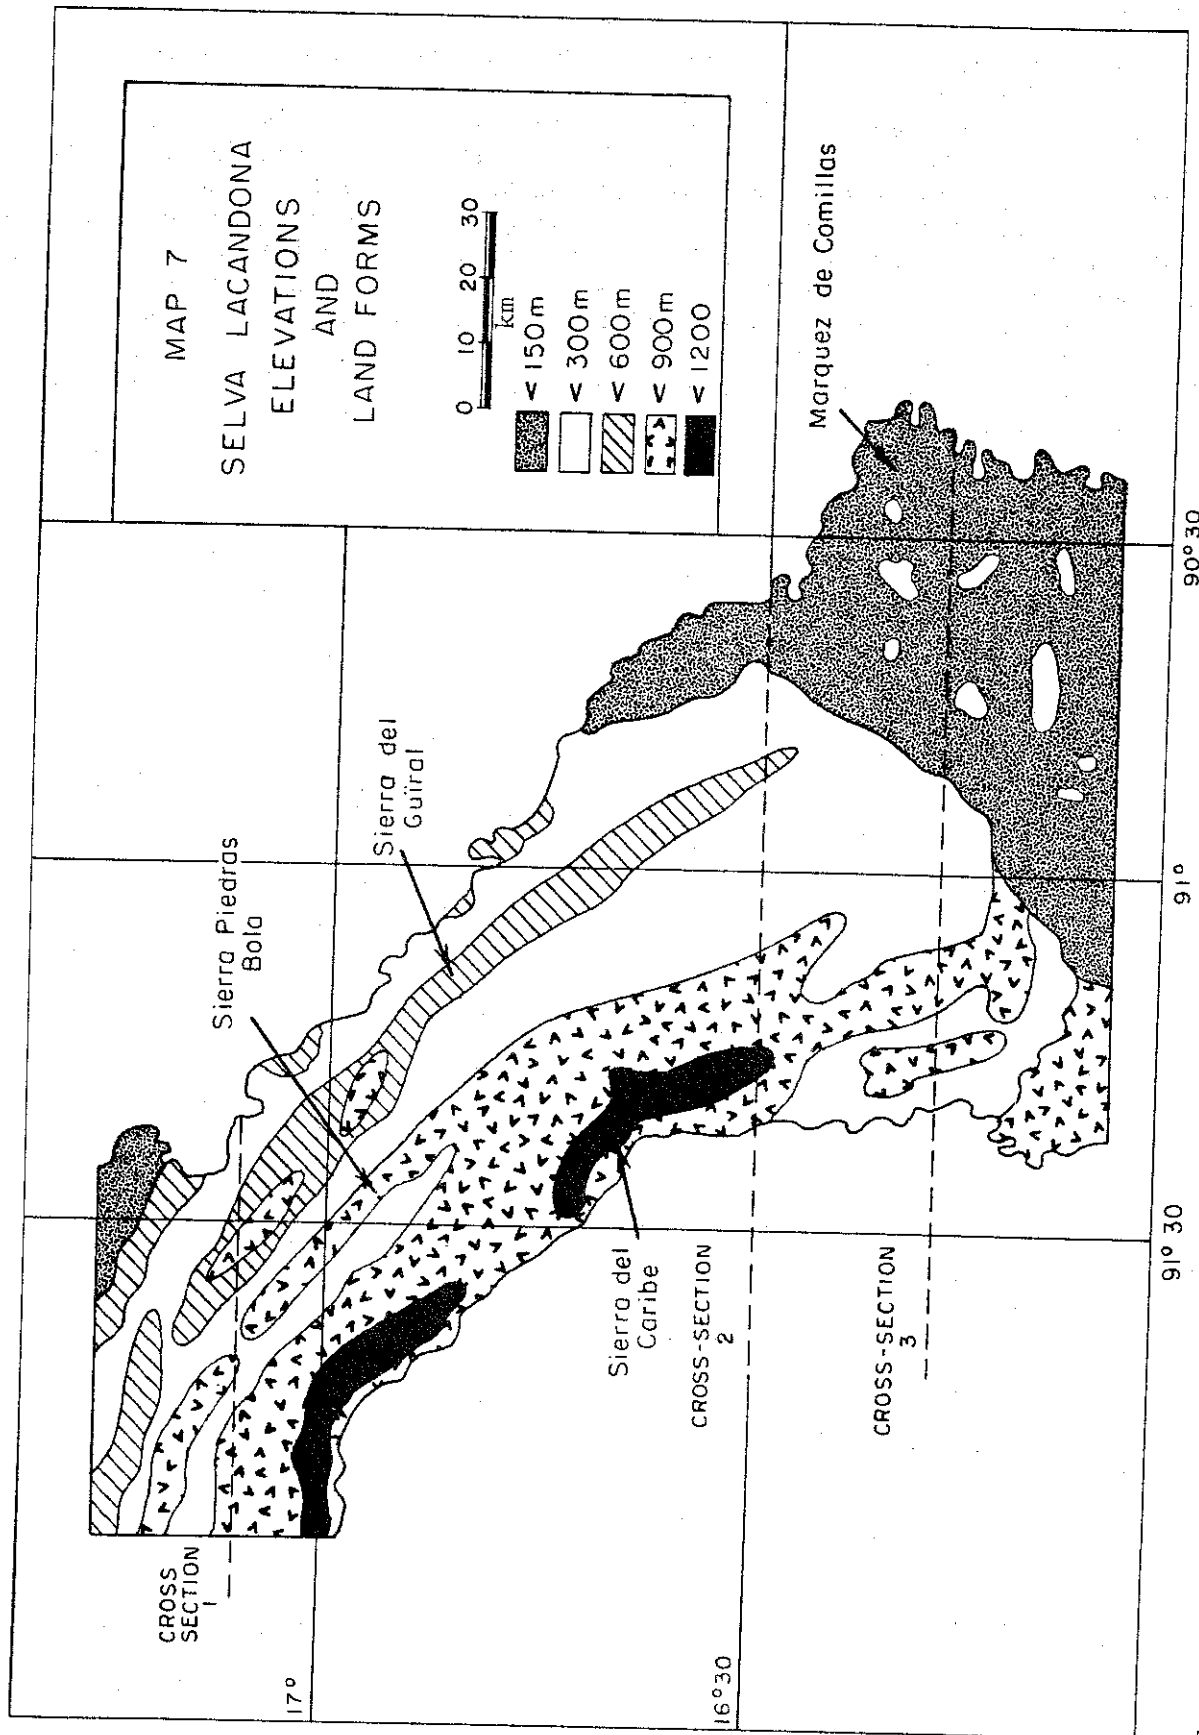 MAP 7
SELVA LACANDONA
ELEVATIONS
AND
LAND FORMS
0 10 20 30
km
< 150m
< 300m
< 600m
< 900m
< 1200
Marquez de Comillas
Sierra del
Guïral
Sierra Piedras
Bola
Sierra del
Caribe
CROSS
SECTION
1
CROSS-SECTION
2
CROSS-SECTION
3
17°
16°30
91° 30
91°
90° 30